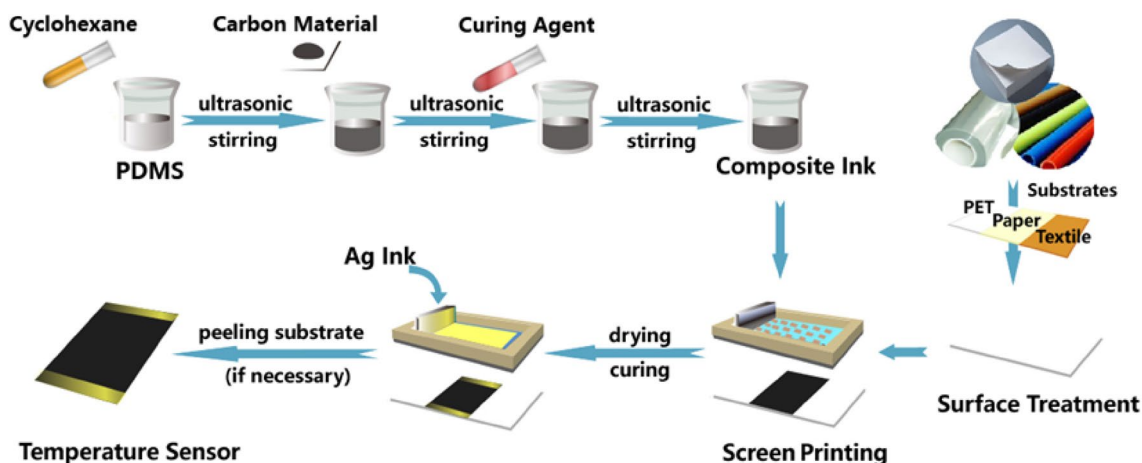 Cyclohexane
Carbon Material
Curing Agent
ultrasonic
stirring
ultrasonic
stirring
ultrasonic
stirring
PDMS
Composite Ink
Substrates
PET
Paper
Textile
Ag Ink
peeling substrate
(if necessary)
drying
curing
Surface Treatment
Temperature Sensor
Screen Printing